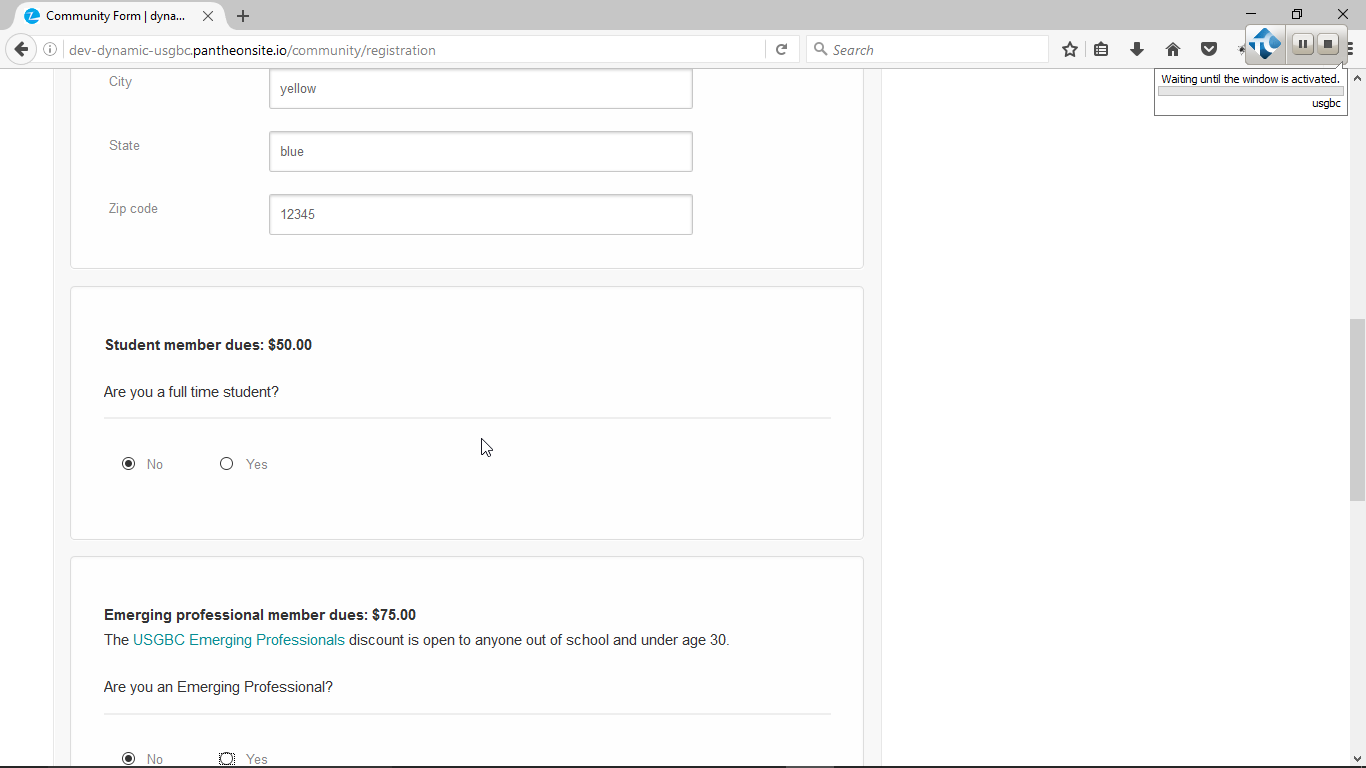 Community Form | dyna...
dev-dynamic-usgbc.pantheonsite.io/community/registration
Search
Waiting until the window is activated.
usgbc
City
yellow
State
blue
Zip code
12345
Student member dues: $50.00
Are you a full time student?
No
Yes
Emerging professional member dues: $75.00
The USGBC Emerging Professionals discount is open to anyone out of school and under age 30.
Are you an Emerging Professional?
No
Yes